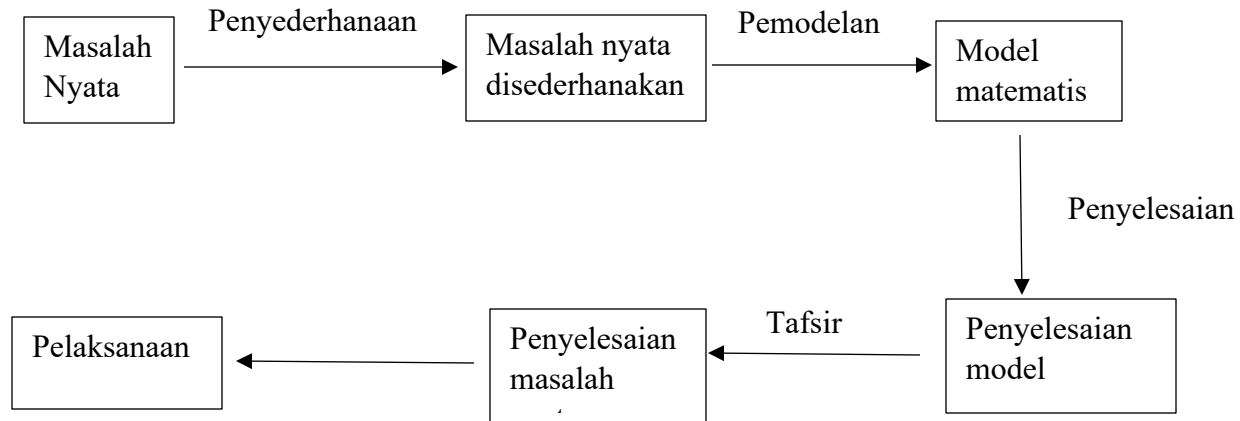 Penyederhanaan
Pemodelan
Masalah
Nyata
Masalah nyata
disederhanakan
Model
matematis
Penyelesaian
Pelaksanaan
Penyelesaian
masalah
Tafsir
Penyelesaian
model